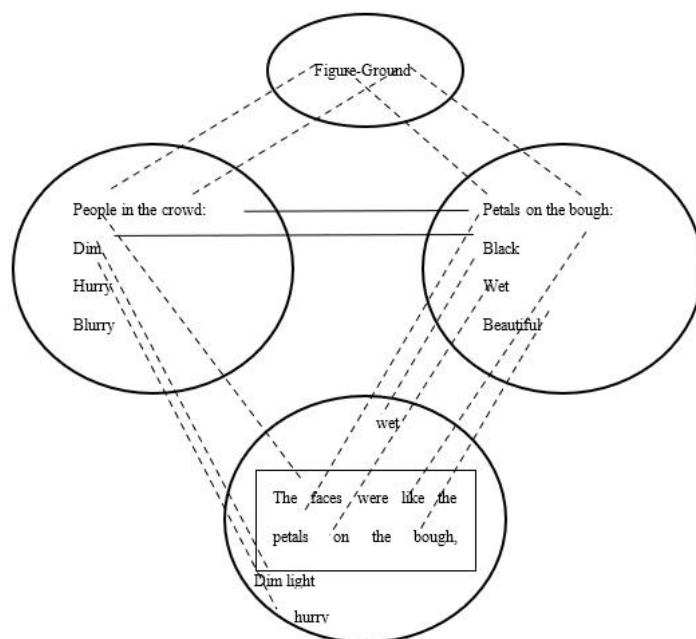 Figure-Ground
People in the crowd:
Dim
Hurry
Blurry
Petals on the bough:
Black
Wet
Beautiful
wet
The faces were like the
petals on the bough,
Dim light
hurry